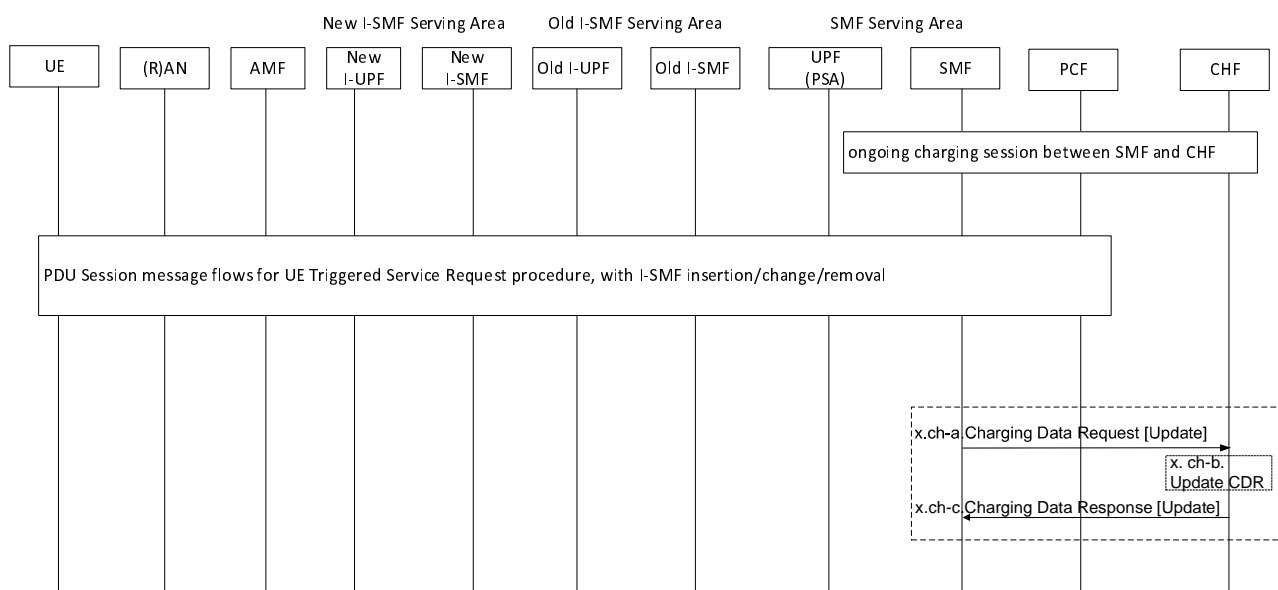 New I-SMF Serving Area
Old I-SMF Serving Area
SMF Serving Area
UE
(R)AN
AMF
New
I-UPF
New
I-SMF
Old I-UPF
Old I-SMF
UPF
(PSA)
SMF
PCF
CHF
ongoing charging session between SMF and CHF
PDU Session message flows for UE Triggered Service Request procedure, with I-SMF insertion/change/removal
x.ch-a.Charging Data Request [Update]
x. ch-b.
Update CDR
x.ch-c.Charging Data Response [Update]